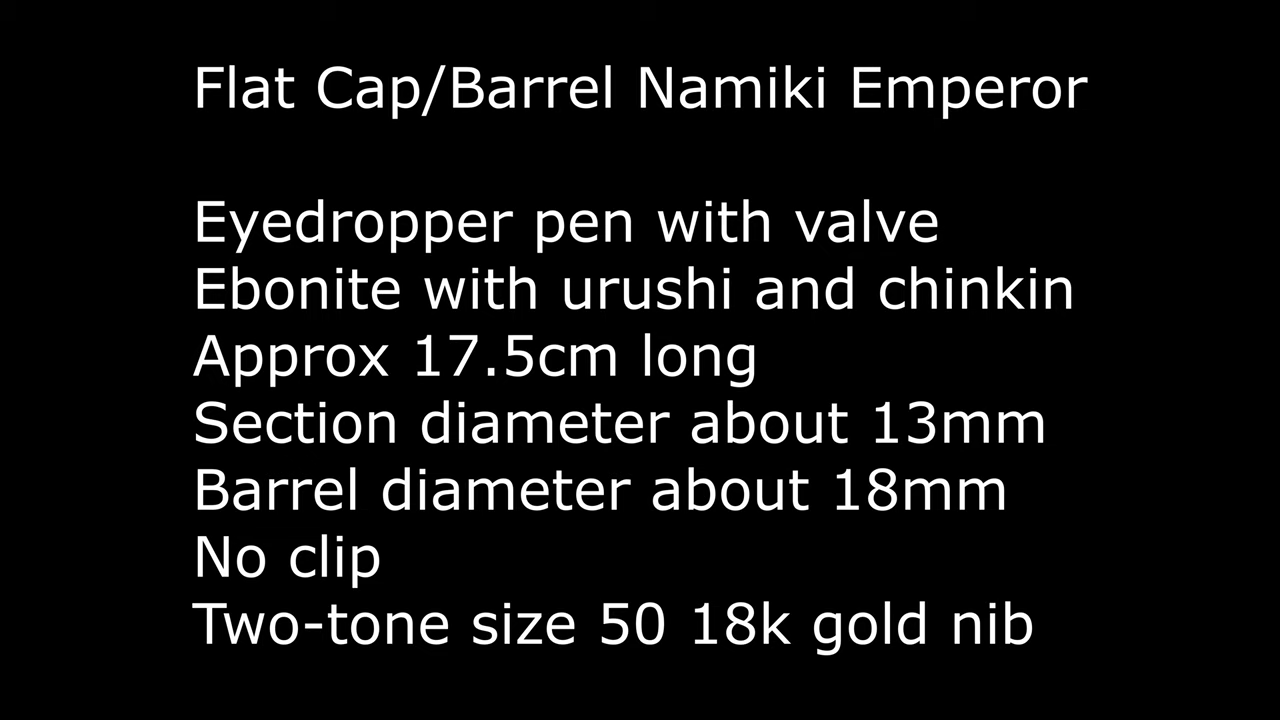 Flat Cap/Barrel Namiki Emperor
Eyedropper pen with valve
Ebonite with urushi and chinkin
Approx 17.5cm long
Section diameter about 13mm
Barrel diameter about 18mm
No clip
Two-tone size 50 18k gold nib